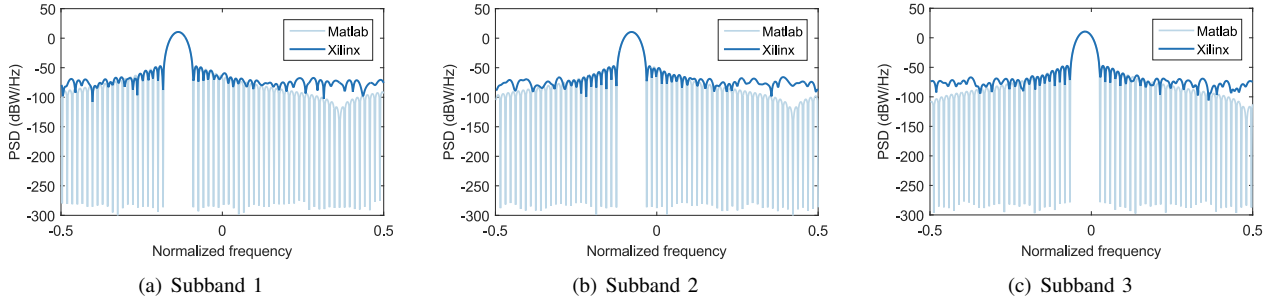 50
0
-50
-100
-150
-200
-250
-300
PSD (dBW/Hz)
Matlab
Xilinx
-0.5
0
0.5
Normalized frequency
(a) Subband 1
50
0
-50
-100
-150
-200
-250
-300
PSD (dBW/Hz)
Matlab
Xilinx
-0.5
0
0.5
Normalized frequency
(b) Subband 2
50
0
-50
-100
-150
-200
-250
-300
PSD (dBW/Hz)
Matlab
Xilinx
-0.5
0
0.5
Normalized frequency
(c) Subband 3